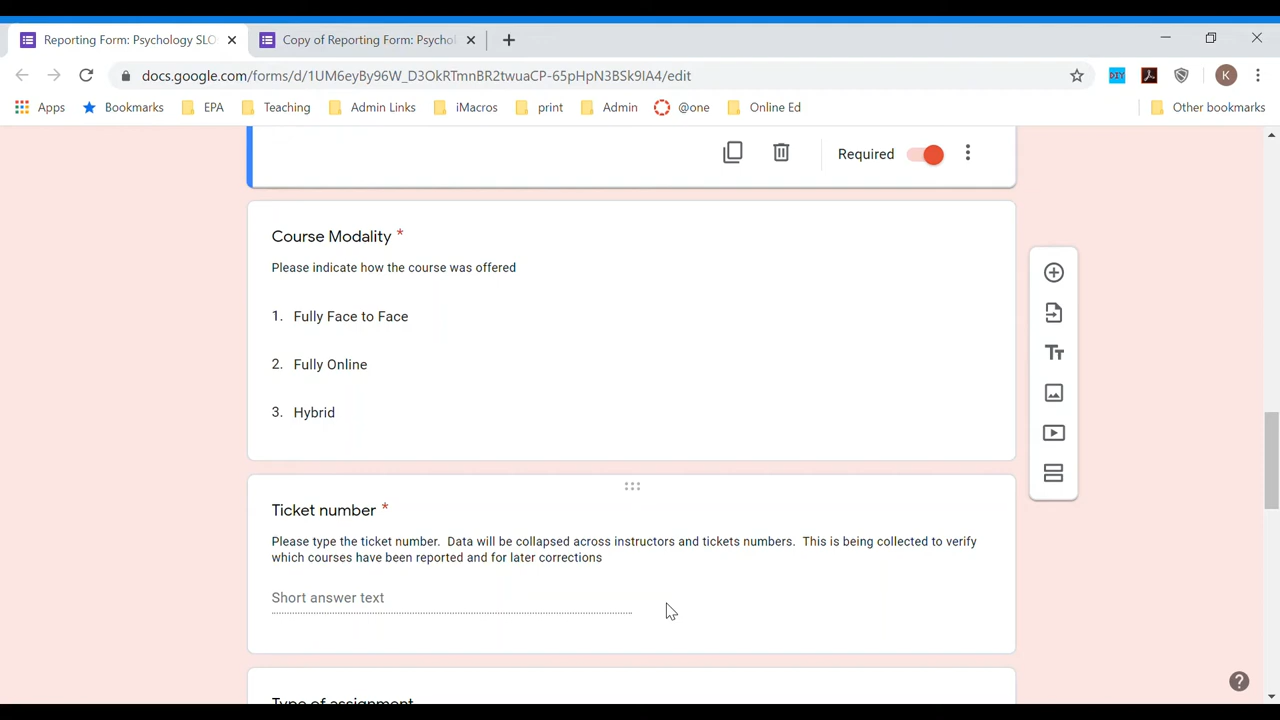 Reporting Form: Psychology SLO
Copy of Reporting Form: Psychol
docs.google.com/forms/d/1UM6eyBy96W_D3OkRTmnBR2twuaCP-65pHpN3BSk9lA4/edit
K
Apps
Bookmarks
EPA
Teaching
Admin Links
iMacros
print
Admin
@one
Online Ed
Other bookmarks
Required
Course Modality *
Please indicate how the course was offered
1. Fully Face to Face
2. Fully Online
3. Hybrid
Ticket number *
Please type the ticket number. Data will be collapsed across instructors and tickets numbers. This is being collected to verify
which courses have been reported and for later corrections
Short answer text
Type of assignment